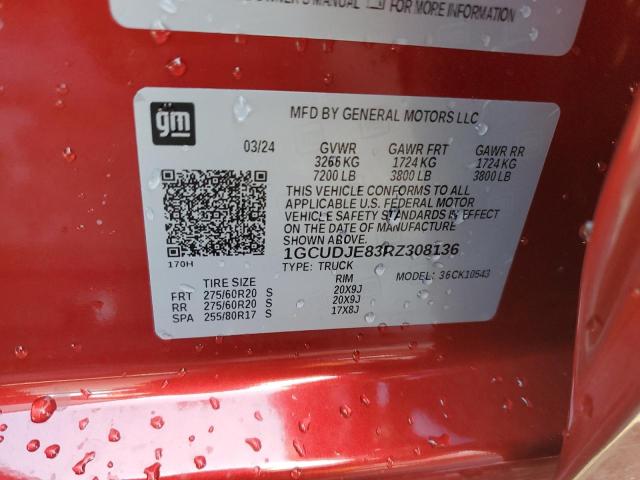 OWNER'S MANUAL FOR MORE INFORMATION
gm
MFD BY GENERAL MOTORS LLC
03/24 GVWR GAWR FRT GAWR RR
3266 KG 1724 KG 1724 KG
7200 LB 3800 LB 3800 LB
THIS VEHICLE CONFORMS TO ALL
APPLICABLE U.S. FEDERAL MOTOR
VEHICLE SAFETY STANDARDS IN EFFECT
ON THE DATE OF MANUFACTURE
SHOWN ABOVE.
170H
1GCUDJE83RZ308136
TYPE: TRUCK MODEL: 36CK10543
TIRE SIZE RIM
FRT 275/60R20 S 20X9J
RR 275/60R20 S 20X9J
SPA 255/80R17 S 17X8J